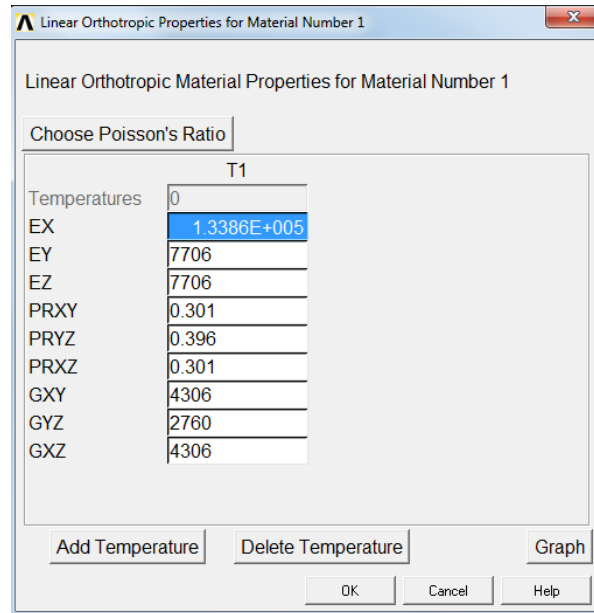 Linear Orthotropic Properties for Material Number 1
x
Linear Orthotropic Material Properties for Material Number 1
Choose Poisson's Ratio
T1
Temperatures 0
EX 1.3386E+005
EY 7706
EZ 7706
PRXY 0.301
PRYZ 0.396
PRXZ 0.301
GXY 4306
GYZ 2760
GXZ 4306
Add Temperature Delete Temperature Graph
OK Cancel Help